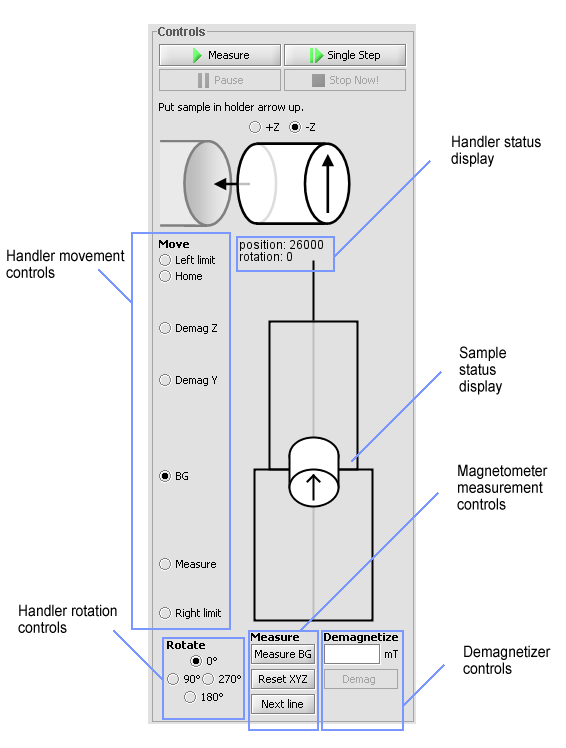 Controls
Measure
Single Step
Pause
Stop Now!
Put sample in holder arrow up.
+Z
-Z
Handler status
display
Handler movement
controls
Move
position: 26000
rotation: 0
Left limit
Home
Demag Z
Sample
status
display
Demag Y
BG
Magnetometer
measurement
controls
Measure
Handler rotation
controls
Right limit
Rotate
0°
90°
270°
180°
Measure
Measure BG
Reset XYZ
Next line
Demagnetize
mT
Demag
Demagnetizer
controls